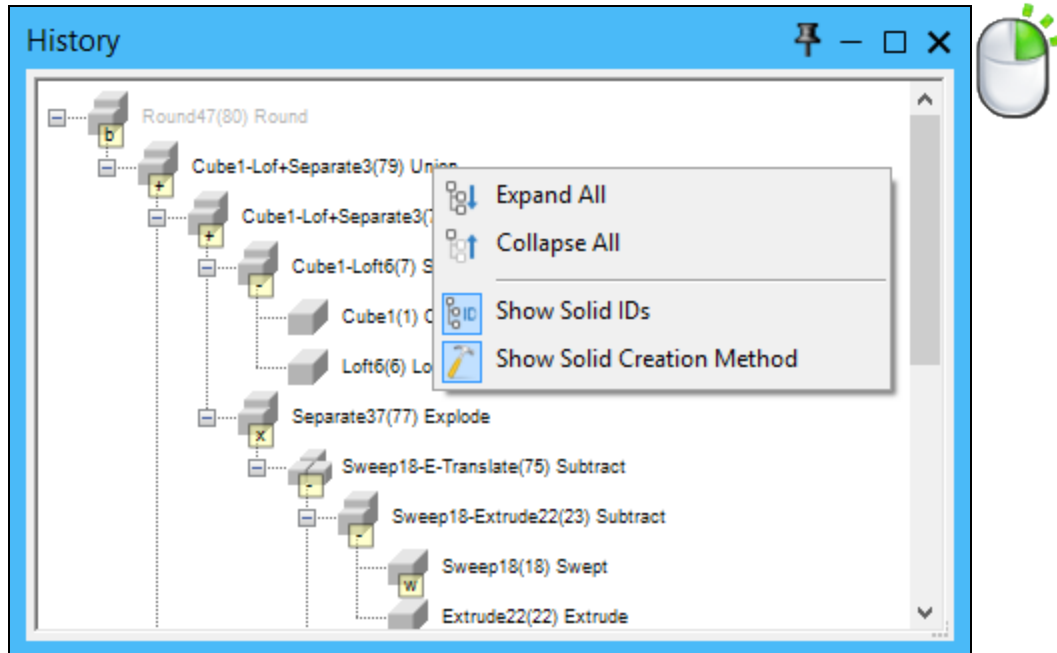 History
Round47(80) Round
b
Cube1-Lof+Separate3(79) Union
+
Expand All
Cube1-Lof+Separate3(
+
Collapse All
Cube1-Loft6(7) S
-
Cube1(1)
ID
Show Solid IDs
Loft6(6) Lo
Show Solid Creation Method
Separate37(77) Explode
x
Sweep18-E-Translate(75) Subtract
-
Sweep18-Extrude22(23) Subtract
-
Sweep18(18) Swept
w
Extrude22(22) Extrude